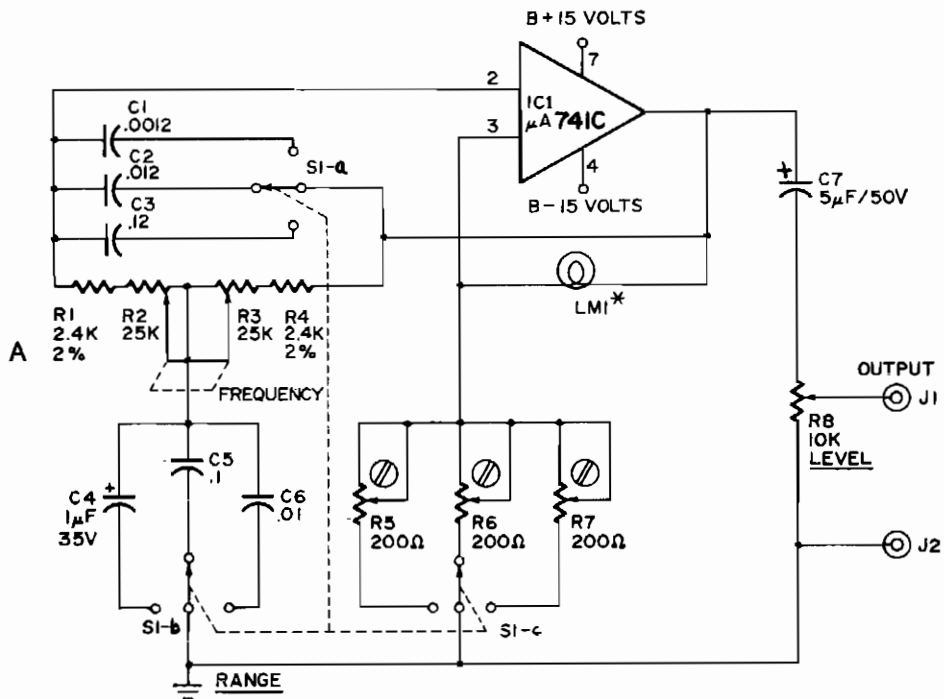 B+15 VOLTS
7
2
IC1
μA 741C
3
4
B-15 VOLTS
C1
.0012
C2
.012
C3
.12
S1-a
+
C7
5μF/50V
LM1*
R1
2.4K
2%
R2
25K
R3
25K
R4
2.4K
2%
A
FREQUENCY
OUTPUT
J1
R8
10K
LEVEL
C4
1μF
35V
+
C5
.1
C6
.01
R5
200Ω
R6
200Ω
R7
200Ω
J2
S1-b
S1-c
RANGE